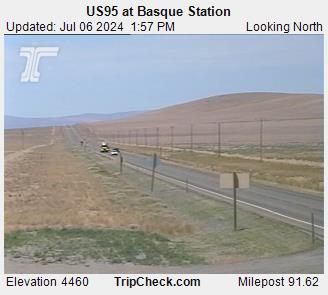 US95 at Basque Station
Updated: Jul 06 2024 1:57 PM Looking North
Elevation 4460 TripCheck.com Milepost 91.62